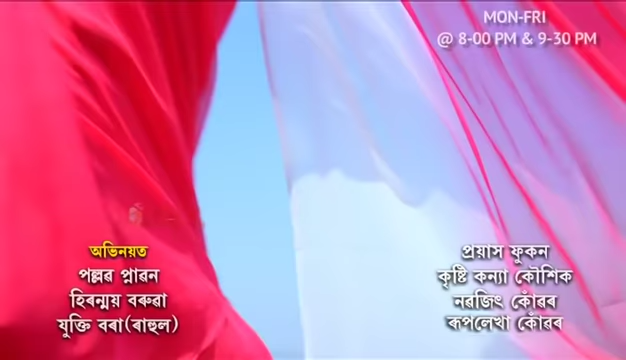 MON-FRI
@ 8-00 PM & 9-30 PM
অভিনয়ত
পল্লৱ প্লাৱন
হিৰন্ময় বৰুৱা
যুক্তি বৰা(ৰাহুল)
প্ৰয়াস ফুকন
কৃষ্টি কন্যা কৌশিক
নৱজিৎ কোঁৱৰ
ৰূপলেখা কোঁৱৰ